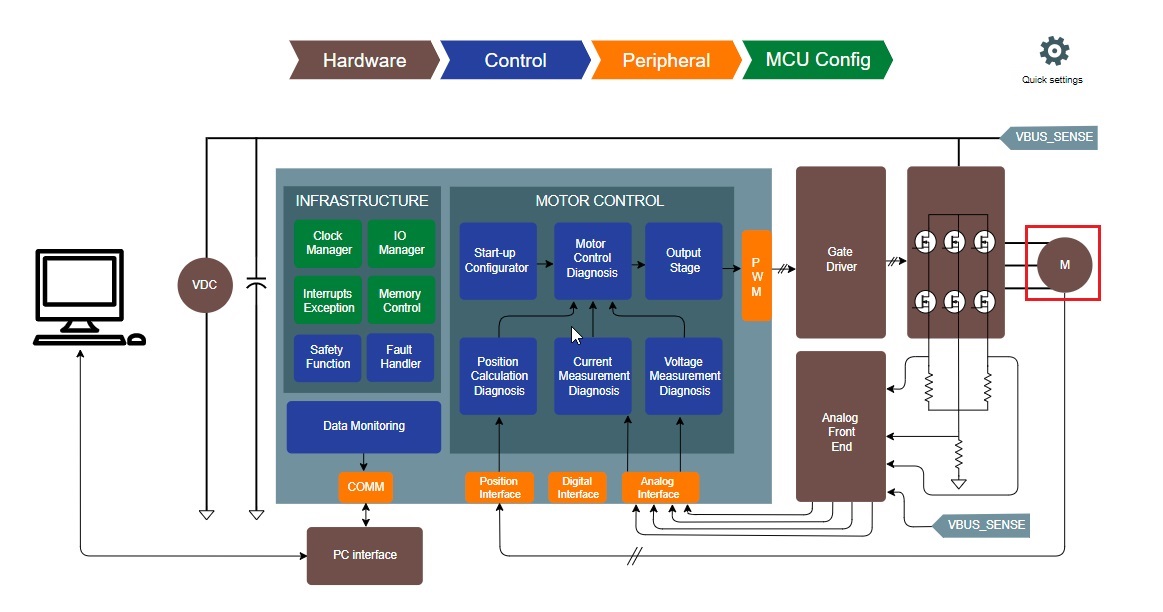 Hardware
Control
Peripheral
MCU Config
Quick settings
VBUS_SENSE
INFRASTRUCTURE
MOTOR CONTROL
Clock
Manager
IO
Manager
Interrupts
Exception
Memory
Control
Safety
Function
Fault
Handler
Data Monitoring
COMM
PC interface
VDC
Start-up
Configurator
Motor
Control
Diagnosis
Output
Stage
Position
Calculation
Diagnosis
Current
Measurement
Diagnosis
Voltage
Measurement
Diagnosis
Position
Interface
Digital
Interface
Analog
Interface
P
W
M
Gate
Driver
M
Analog
Front
End
VBUS_SENSE